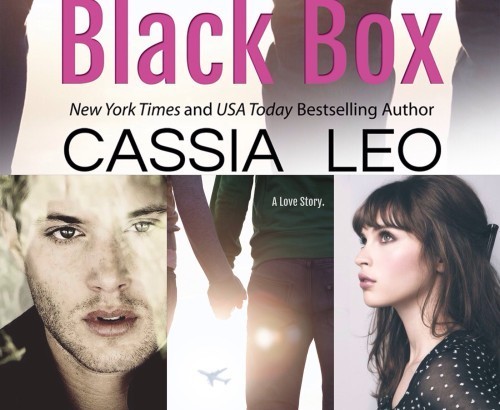 Black Box
New York Times and USA Today Bestselling Author
CASSIA LEO
A Love Story.